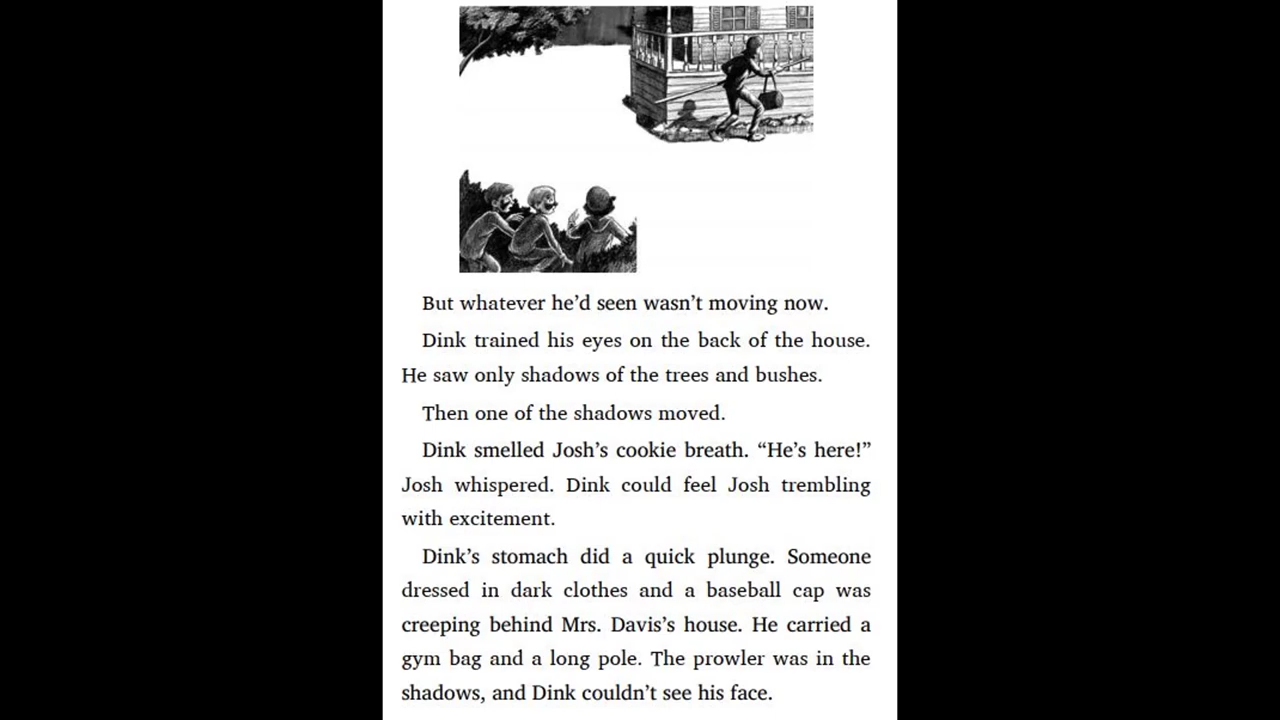 But whatever he’d seen wasn’t moving now.
Dink trained his eyes on the back of the house.
He saw only shadows of the trees and bushes.
Then one of the shadows moved.
Dink smelled Josh’s cookie breath. “He’s here!”
Josh whispered. Dink could feel Josh trembling
with excitement.
Dink’s stomach did a quick plunge. Someone
dressed in dark clothes and a baseball cap was
creeping behind Mrs. Davis’s house. He carried a
gym bag and a long pole. The prowler was in the
shadows, and Dink couldn’t see his face.